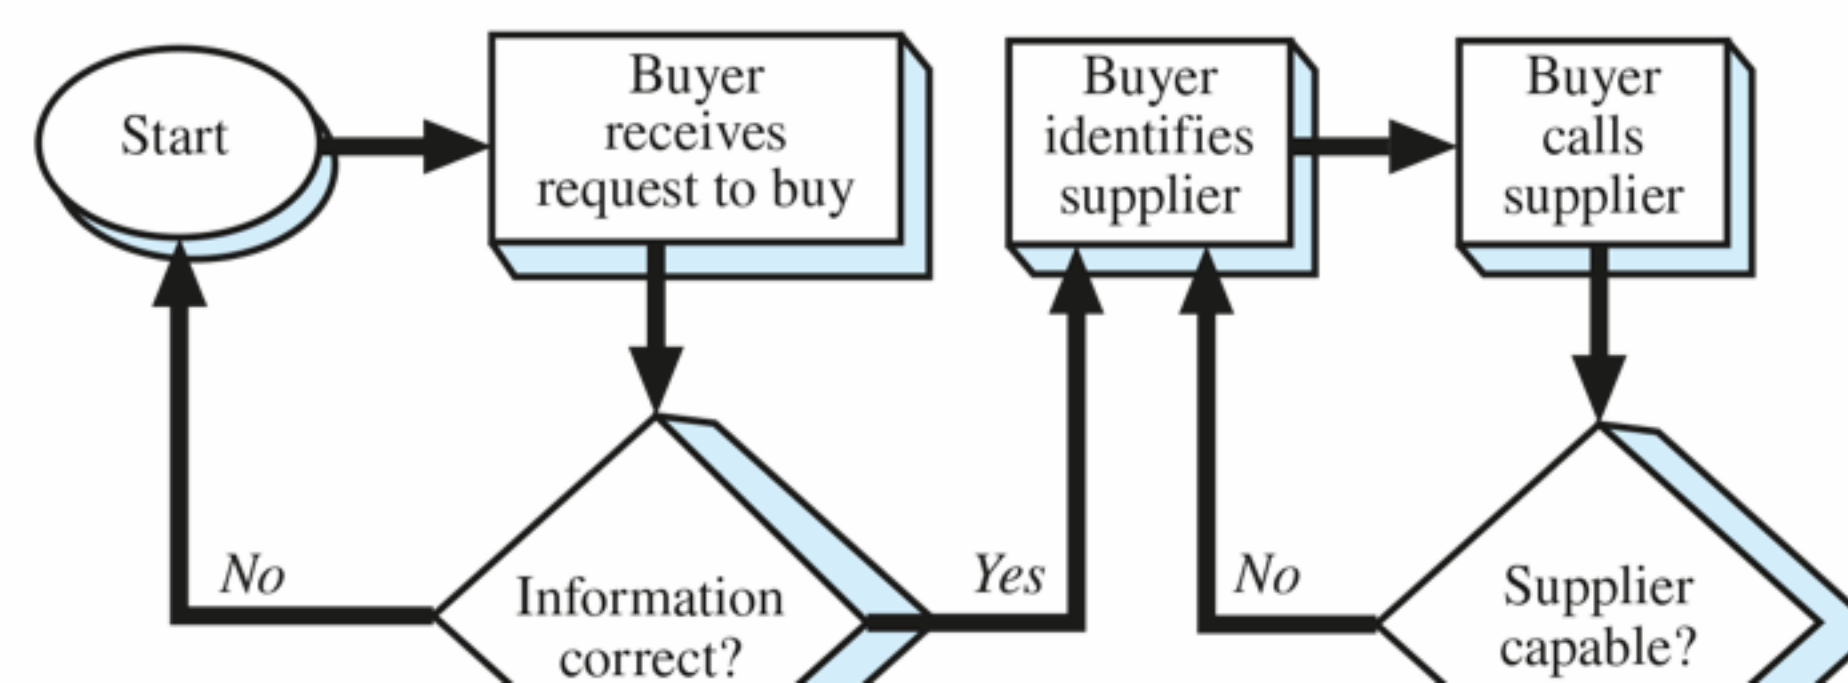 Start
Buyer
receives
request to buy
Buyer
identifies
supplier
Buyer
calls
supplier
No
Information
correct?
Yes
No
Supplier
capable?